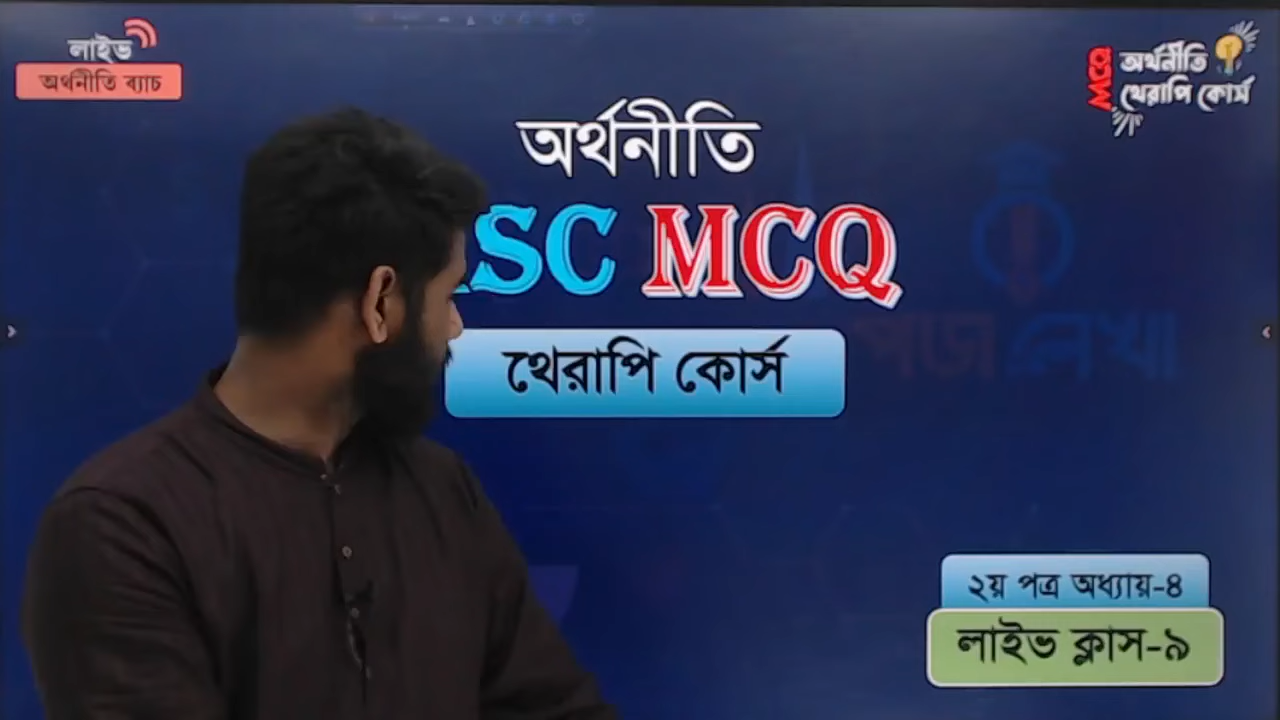 লাইভ
অর্থনীতি ব্যাচ
MCQ
অর্থনীতি
থেরাপি কোর্স
অর্থনীতি
SC MCQ
থেরাপি কোর্স
২য় পত্র অধ্যায়-৪
লাইভ ক্লাস-৯